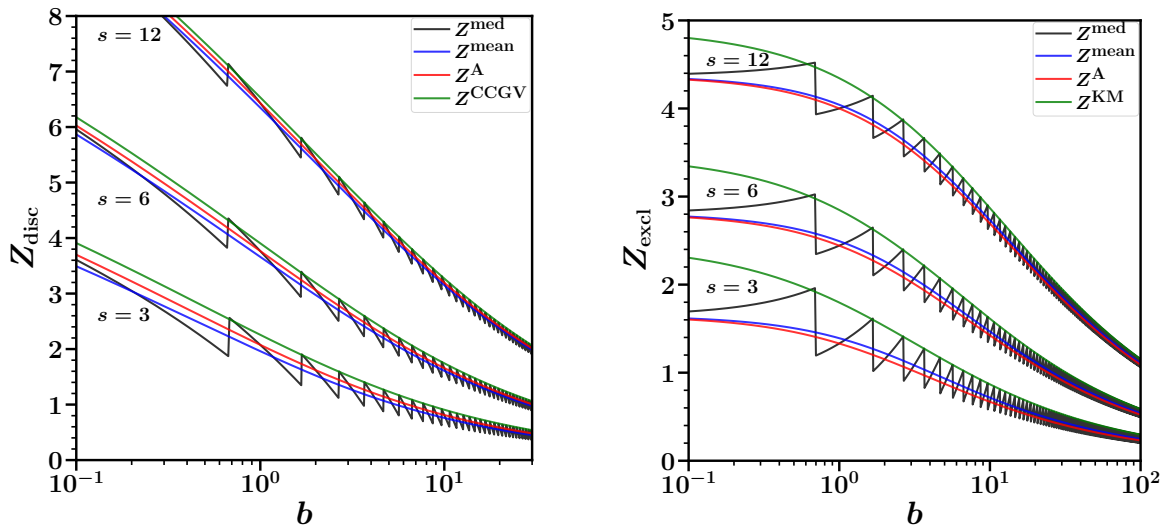 8
7
6
5
4
3
2
1
0
Z_disc
s = 12
s = 6
s = 3
Z^med
Z^mean
Z^A
Z^CCGV
10^−1
10^0
10^1
b
5
4
3
2
1
0
Z_excl
s = 12
s = 6
s = 3
Z^med
Z^mean
Z^A
Z^KM
10^−1
10^0
10^1
10^2
b